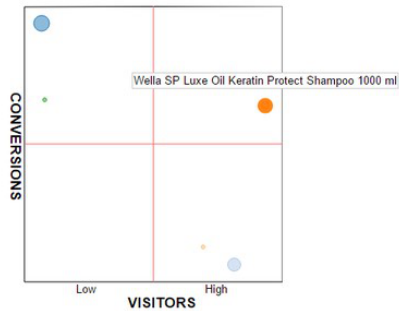 Wella SP Luxe Oil Keratin Protect Shampoo 1000 ml
CONVERSIONS
Low High
VISITORS